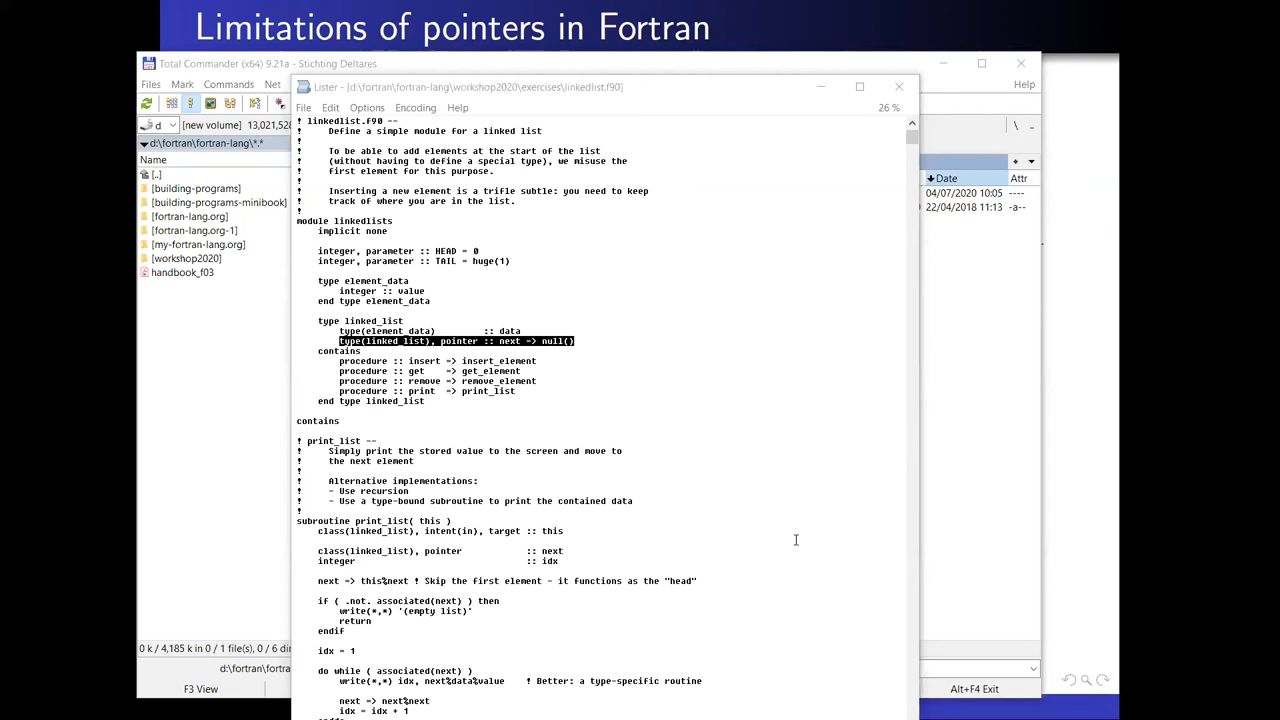 Limitations of pointers in Fortran
Total Commander (x64) 9.21a - Stichting Deltares
Files Mark Commands Net Help
d [new volume] 13,021,528 \ ..
d:\fortran\fortran-lang\*.* * 
Name Date Attr
[..] 04/07/2020 10:05 ----
[building-programs] 22/04/2018 11:13 -a--
[building-programs-minibook]
[fortran-lang.org]
[fortran-lang.org-1]
[my-fortran-lang.org]
[workshop2020]
handbook_f03
0 k / 4,185 k in 0 / 1 file(s), 0 / 6 di
d:\fortran\fortra
F3 View Alt+F4 Exit
Lister - [d:\fortran\fortran-lang\workshop2020\exercises\linkedlist.f90]
File Edit Options Encoding Help 26 %
! linkedlist.f90 --
! Define a simple module for a linked list
!
! To be able to add elements at the start of the list
! (without having to define a special type), we misuse the
! first element for this purpose.
!
! Inserting a new element is a trifle subtle: you need to keep
! track of where you are in the list.
!
module linkedlists
implicit none
integer, parameter :: HEAD = 0
integer, parameter :: TAIL = huge(1)
type element_data
integer :: value
end type element_data
type linked_list
type(element_data) :: data
type(linked_list), pointer :: next => null()
contains
procedure :: insert => insert_element
procedure :: get => get_element
procedure :: remove => remove_element
procedure :: print => print_list
end type linked_list
contains
! print_list --
! Simply print the stored value to the screen and move to
! the next element
!
! Alternative implementations:
! - Use recursion
! - Use a type-bound subroutine to print the contained data
!
subroutine print_list( this )
class(linked_list), intent(in), target :: this
class(linked_list), pointer :: next
integer :: idx
next => this%next ! Skip the first element - it functions as the "head"
if ( .not. associated(next) ) then
write(*,*) '(empty list)'
return
endif
idx = 1
do while ( associated(next) )
write(*,*) idx, next%data%value ! Better: a type-specific routine
next => next%next
idx = idx + 1